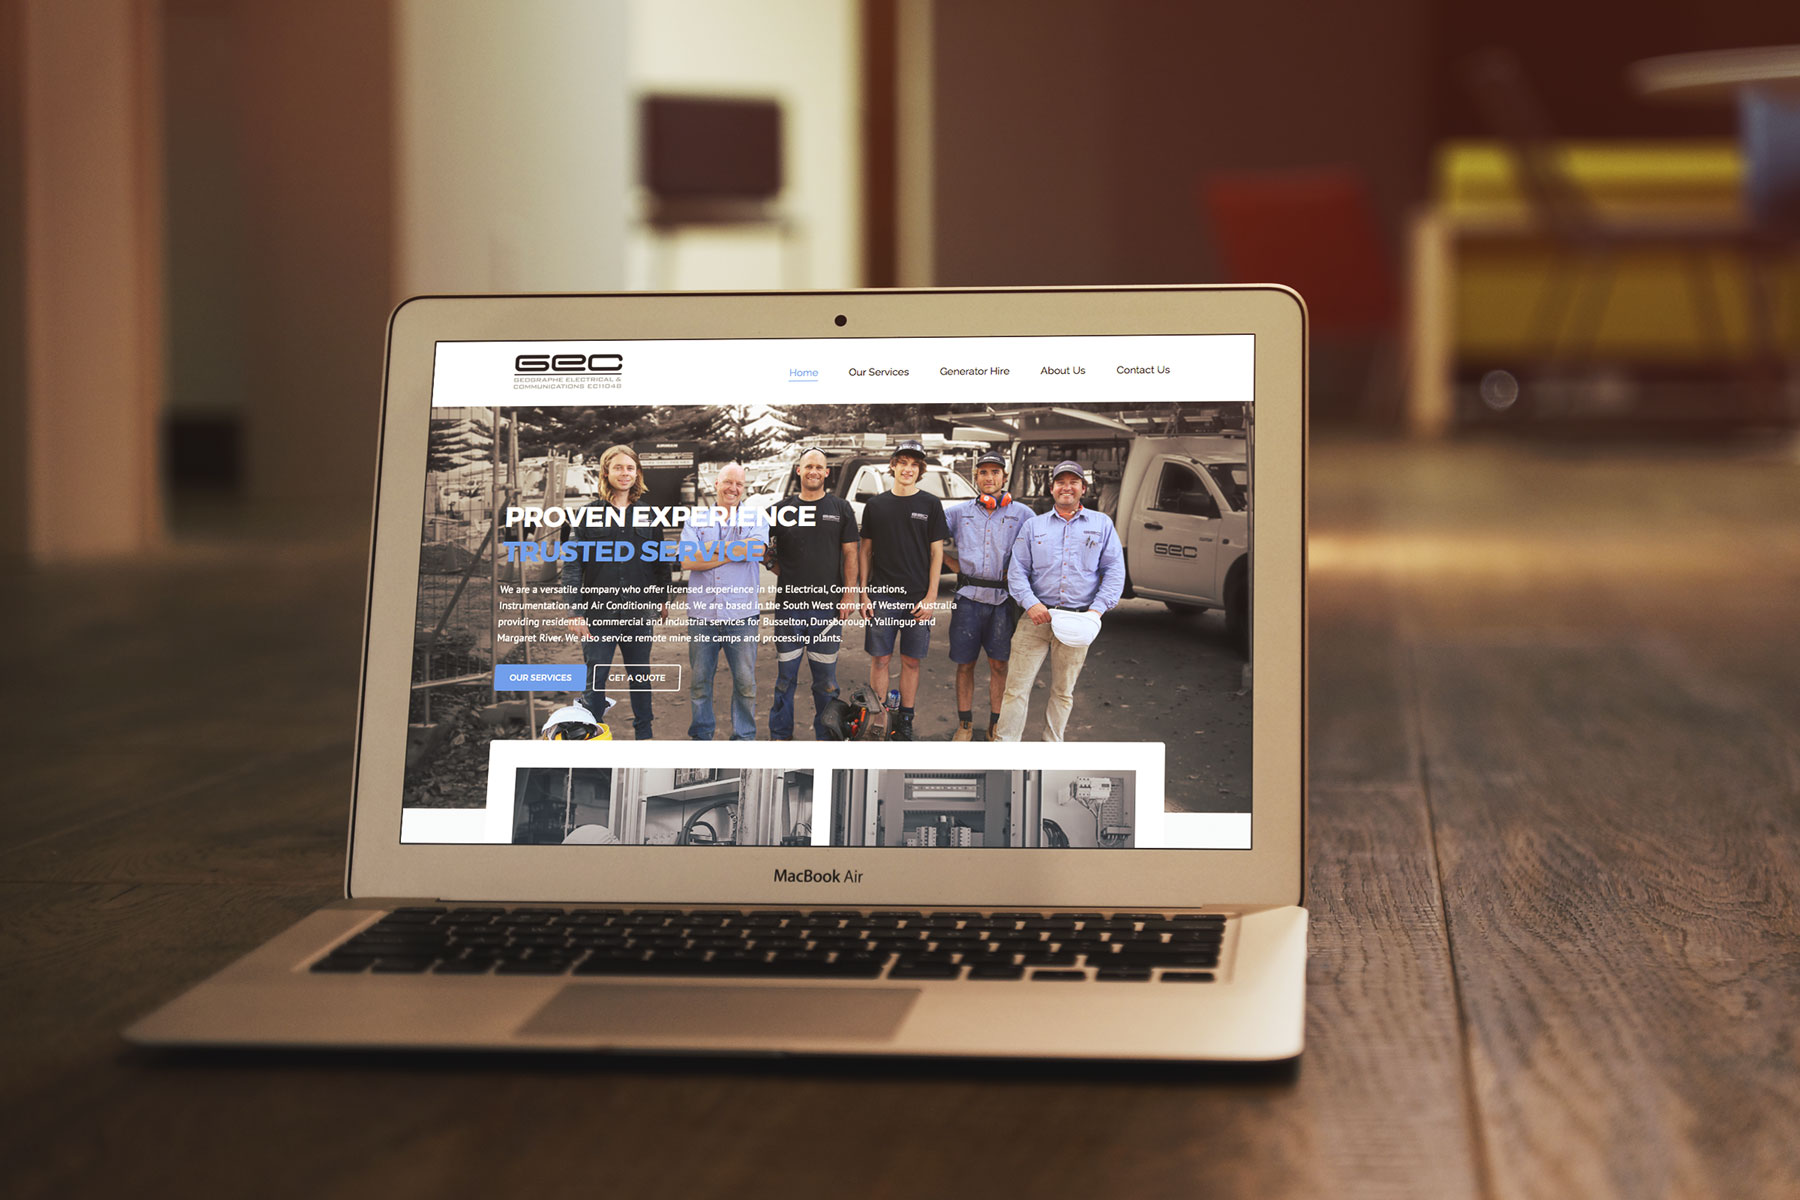 GEC
GEOGRAPHE ELECTRICAL &
COMMUNICATIONS EC11048
Home Our Services Generator Hire About Us Contact Us
PROVEN EXPERIENCE
TRUSTED SERVICE
We are a versatile company who offer licensed experience in the Electrical, Communications,
Instrumentation and Air Conditioning fields. We are based in the South West corner of Western Australia
providing residential, commercial and industrial services for Busselton, Dunsborough, Yallingup and
Margaret River. We also service remote mine site camps and processing plants.
OUR SERVICES GET A QUOTE
GEC
MacBook Air